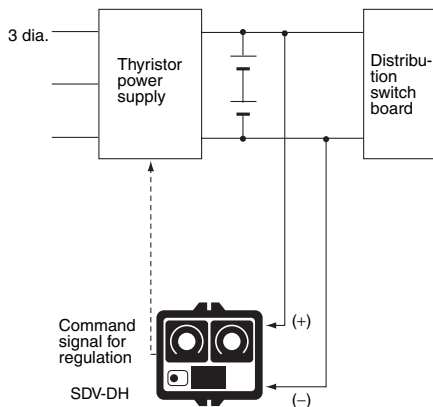 3 dia.
Thyristor
power
supply
Distribu-
tion
switch
board
(+)
Command
signal for
regulation
SDV-DH
(−)